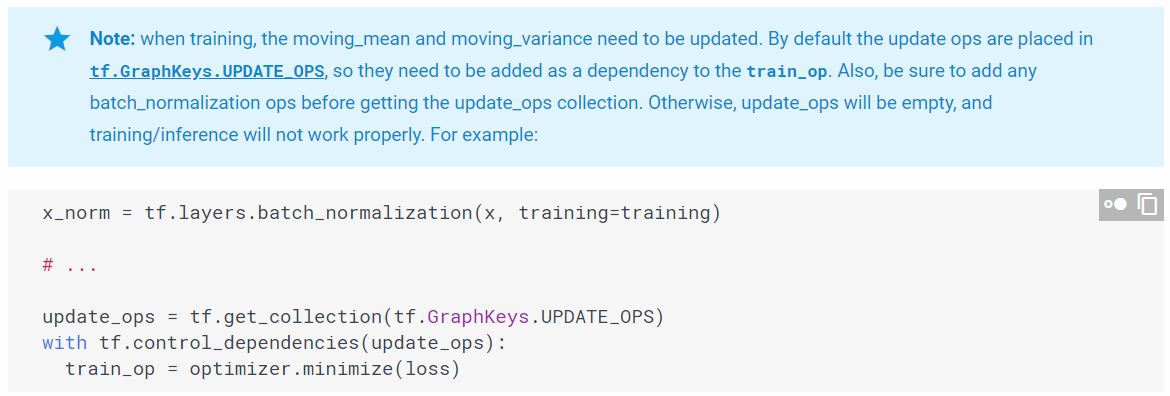 Note: when training, the moving_mean and moving_variance need to be updated. By default the update ops are placed in
tf.GraphKeys.UPDATE_OPS, so they need to be added as a dependency to the train_op. Also, be sure to add any
batch_normalization ops before getting the update_ops collection. Otherwise, update_ops will be empty, and
training/inference will not work properly. For example:
x_norm = tf.layers.batch_normalization(x, training=training)
# ...
update_ops = tf.get_collection(tf.GraphKeys.UPDATE_OPS)
with tf.control_dependencies(update_ops):
  train_op = optimizer.minimize(loss)